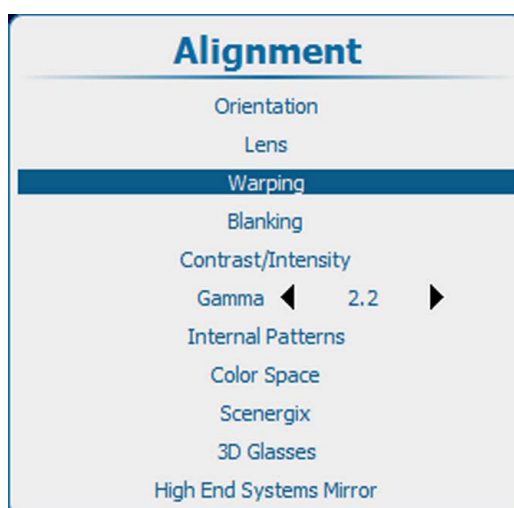 Alignment
Orientation
Lens
Warping
Blanking
Contrast/Intensity
Gamma 2.2
Internal Patterns
Color Space
Scenergix
3D Glasses
High End Systems Mirror